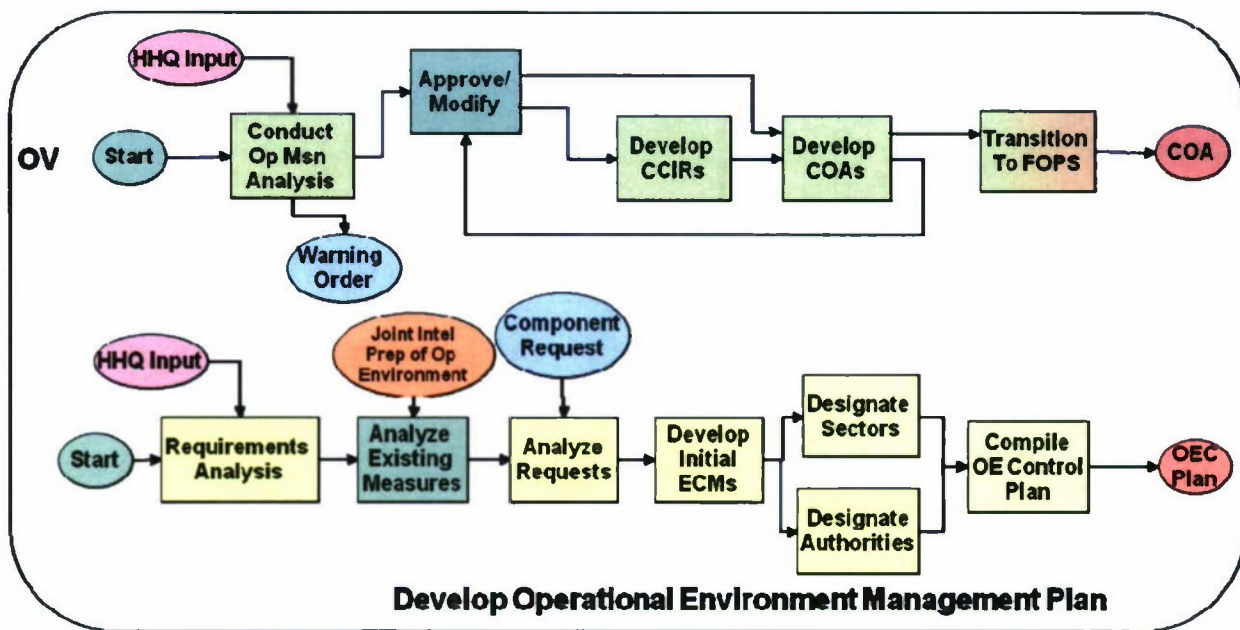 OV
HHQ Input
Start
Conduct
Op Msn
Analysis
Warning
Order
Approve/
Modify
Develop
CCIRs
Develop
COAs
Transition
To FOPS
COA
HHQ Input
Start
Requirements
Analysis
Joint Intel
Prep of Op
Environment
Analyze
Existing
Measures
Component
Request
Analyze
Requests
Develop
Initial
ECMs
Designate
Sectors
Designate
Authorities
Compile
OE Control
Plan
OEC
Plan
Develop Operational Environment Management Plan